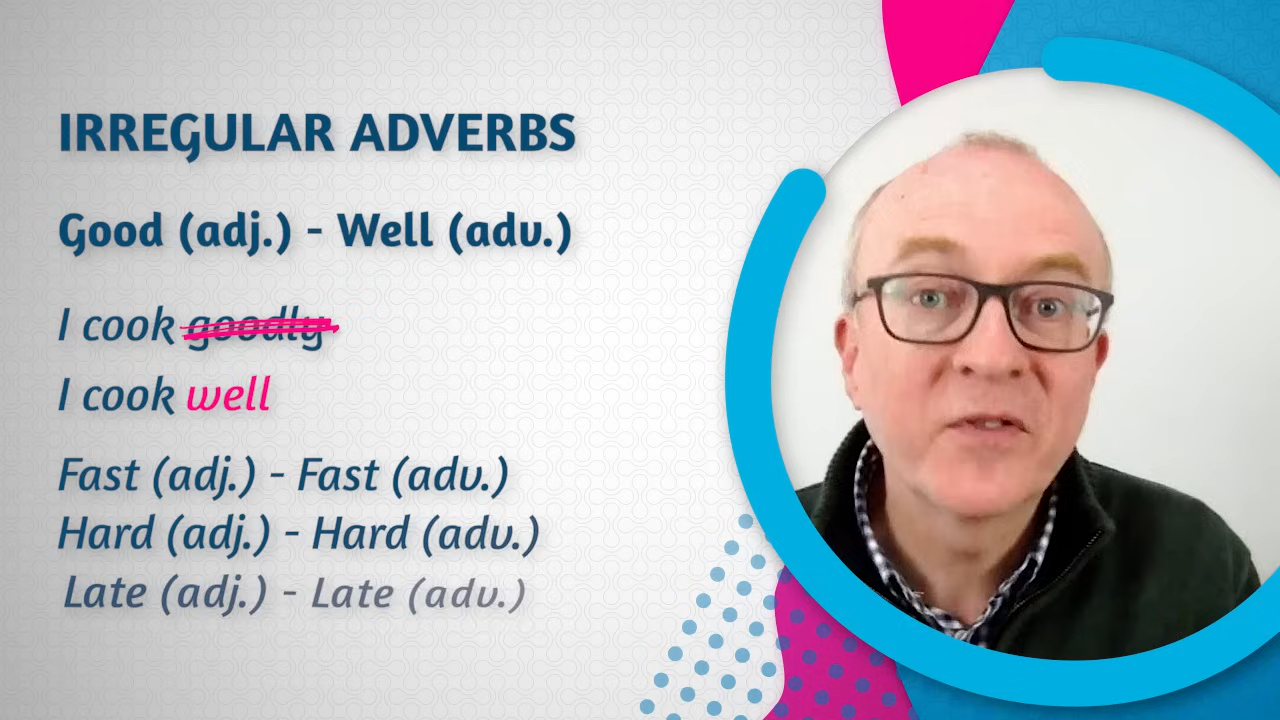 IRREGULAR ADVERBS
Good (adj.) - Well (adv.)
I cook goodly
I cook well
Fast (adj.) - Fast (adv.)
Hard (adj.) - Hard (adv.)
Late (adj.) - Late (adv.)